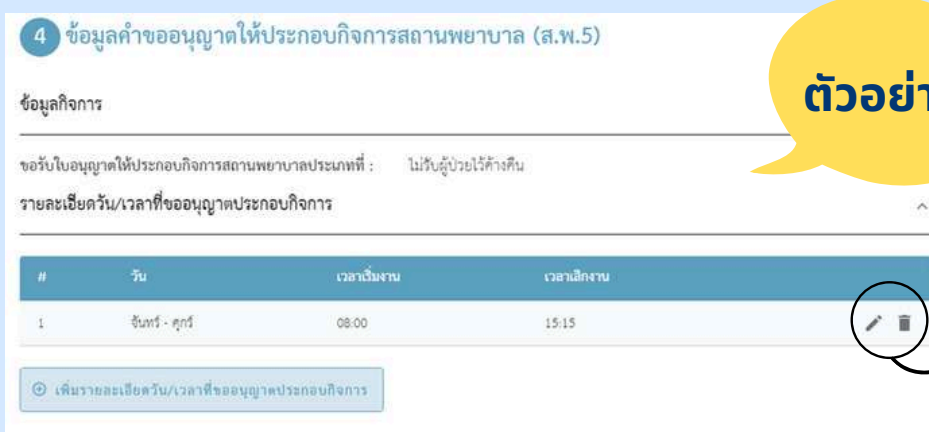 4 ข้อมูลคำขออนุญาตให้ประกอบกิจการสถานพยาบาล (ส.พ.5)
ตัวอย่า
ข้อมูลกิจการ
ขอรับใบอนุญาตให้ประกอบกิจการสถานพยาบาลประเภทที่ : ไม่รับผู้ป่วยไว้ค้างคืน
รายละเอียดวัน/เวลาที่ขออนุญาตประกอบกิจการ
# วัน เวลาเริ่มงาน เวลาเลิกงาน
1 จันทร์ - ศุกร์ 08:00 15:15
เพิ่มรายละเอียดวัน/เวลาที่ขออนุญาตประกอบกิจการ